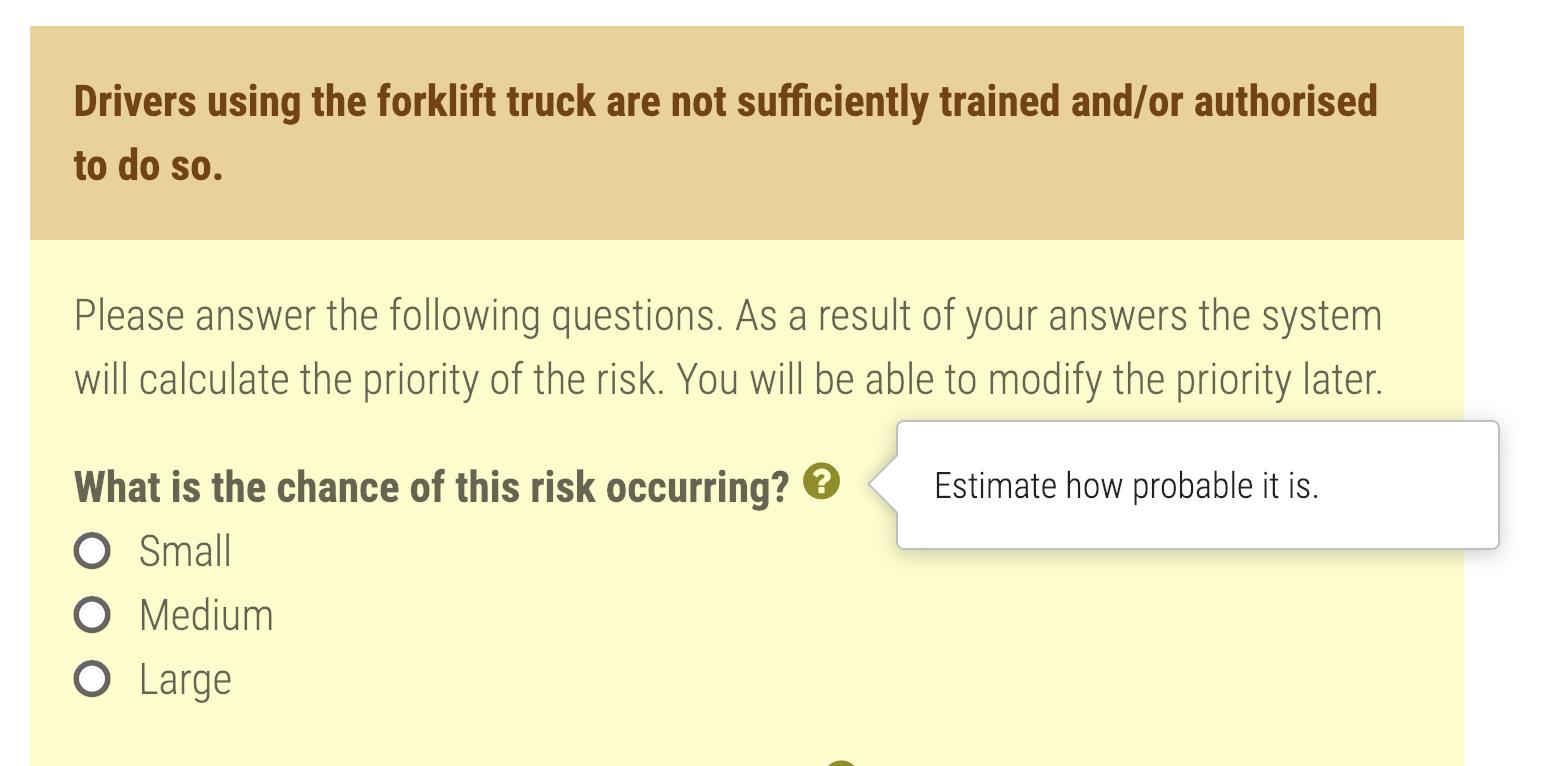 Drivers using the forklift truck are not sufficiently trained and/or authorised
to do so.
Please answer the following questions. As a result of your answers the system
will calculate the priority of the risk. You will be able to modify the priority later.
What is the chance of this risk occurring? ?
Estimate how probable it is.
Small
Medium
Large